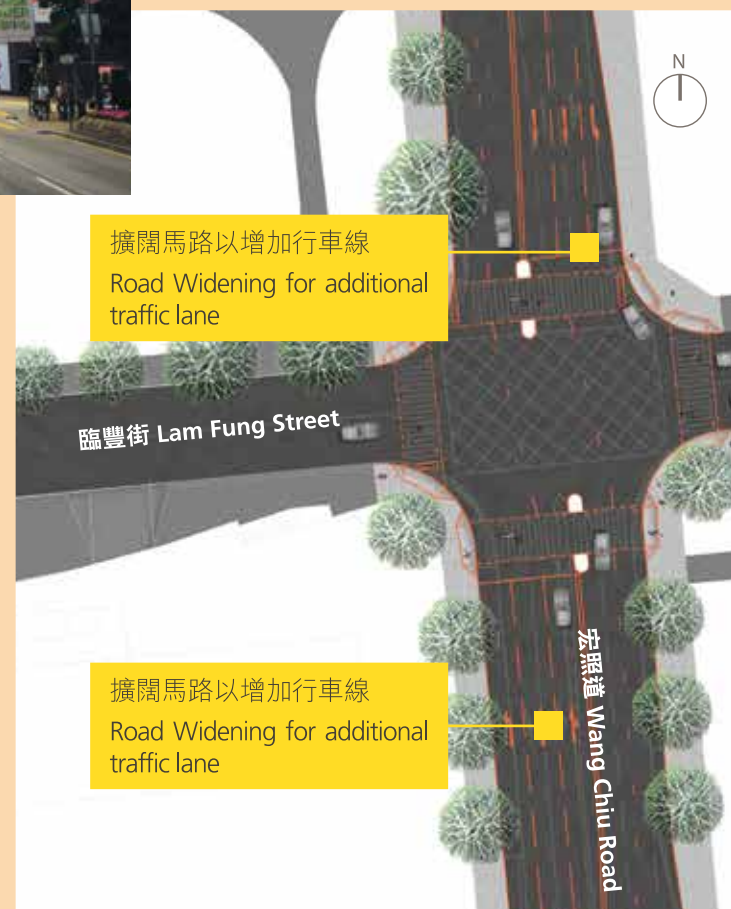 N
擴闊馬路以增加行車線
Road Widening for additional
traffic lane
臨豐街 Lam Fung Street
擴闊馬路以增加行車線
Road Widening for additional
traffic lane
宏照道 Wang Chiu Road